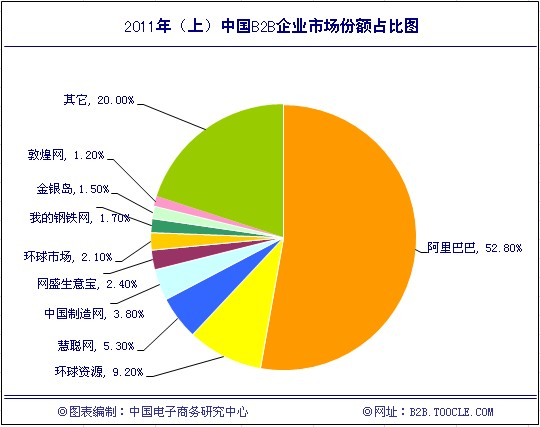 2011年（上）中国B2B企业市场份额占比图
其它, 20.00%
敦煌网, 1.20%
金银岛,1.50%
我的钢铁网, 1.70%
环球市场, 2.10%
网盛生意宝, 2.40%
中国制造网, 3.80%
慧聪网, 5.30%
环球资源, 9.20%
阿里巴巴, 52.80%
◎图表编制：中国电子商务研究中心
◎网址：B2B.TOOCLE.COM